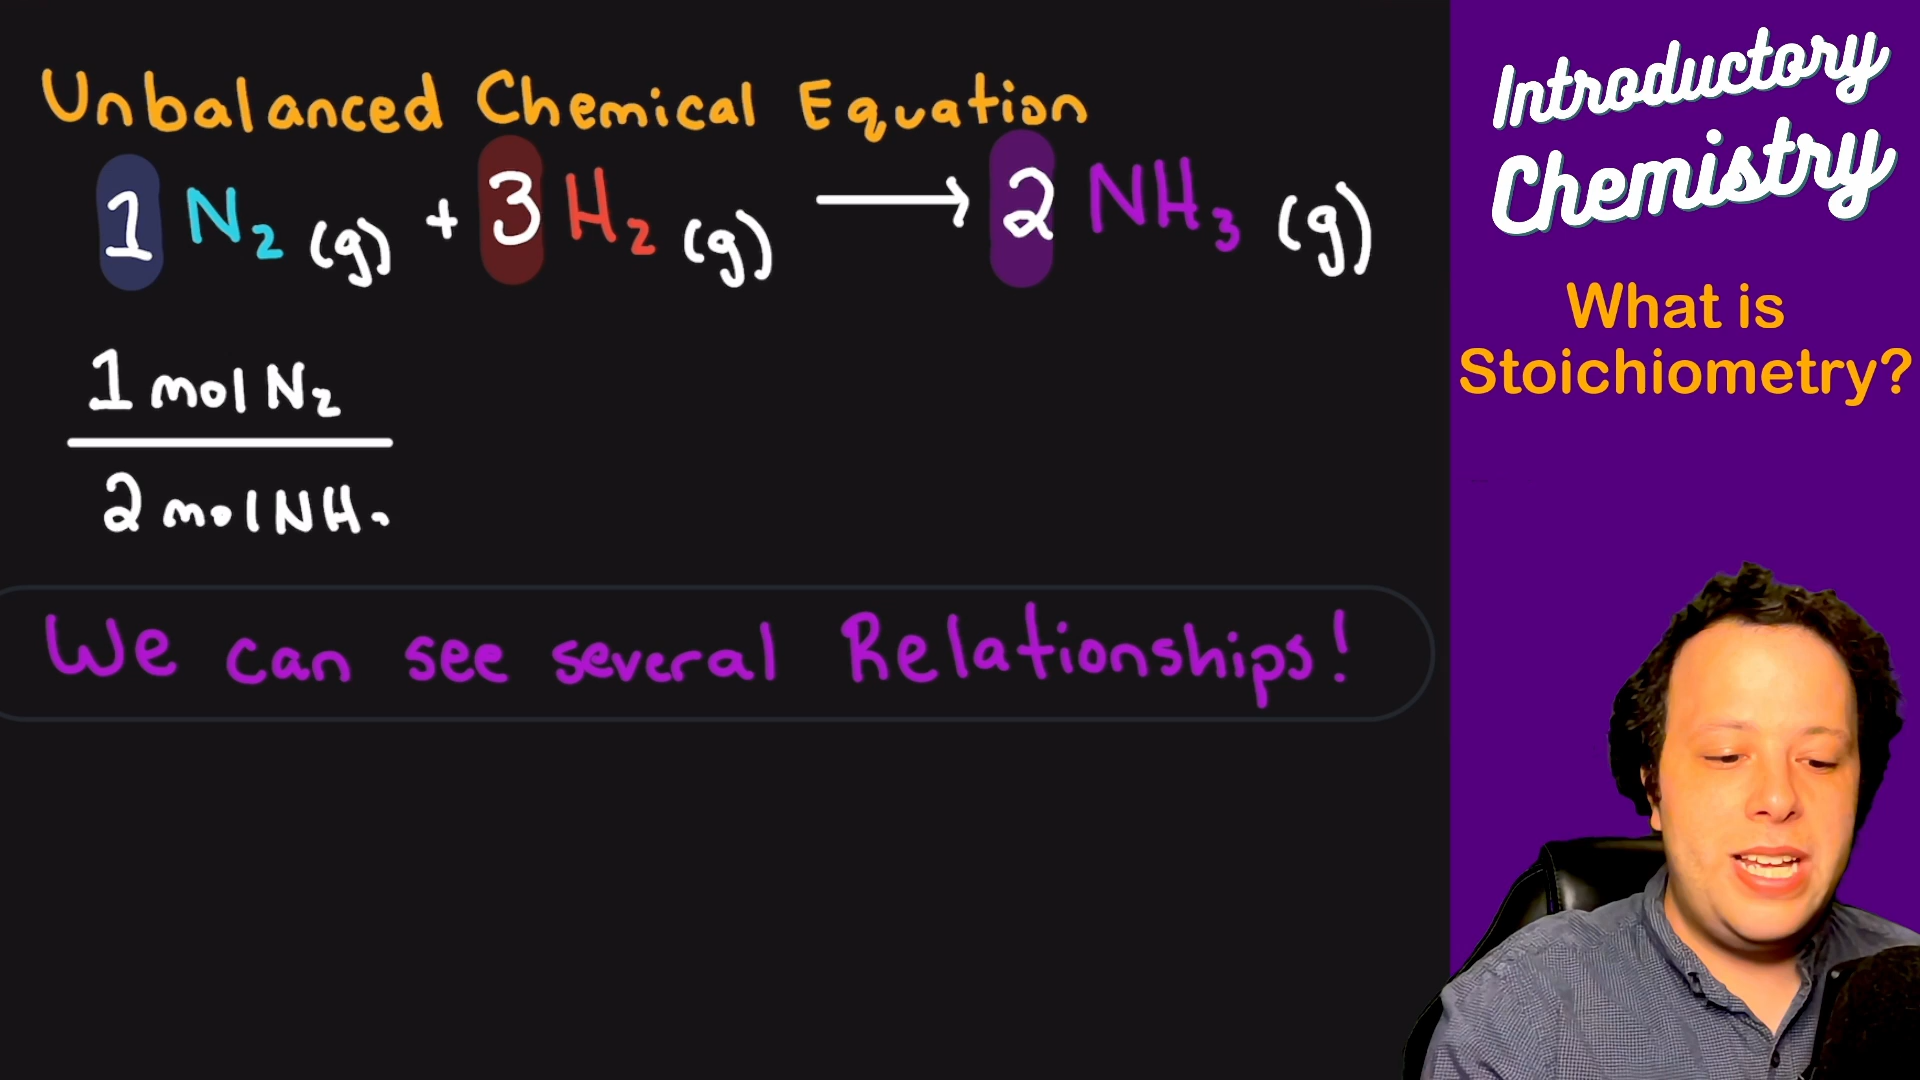 Unbalanced Chemical Equation
1 N₂ (g) + 3 H₂ (g) ⟶ 2 NH₃ (g)
1 mol N₂
2 mol NH
We can see several Relationships!
Introductory
Chemistry
What is
Stoichiometry?